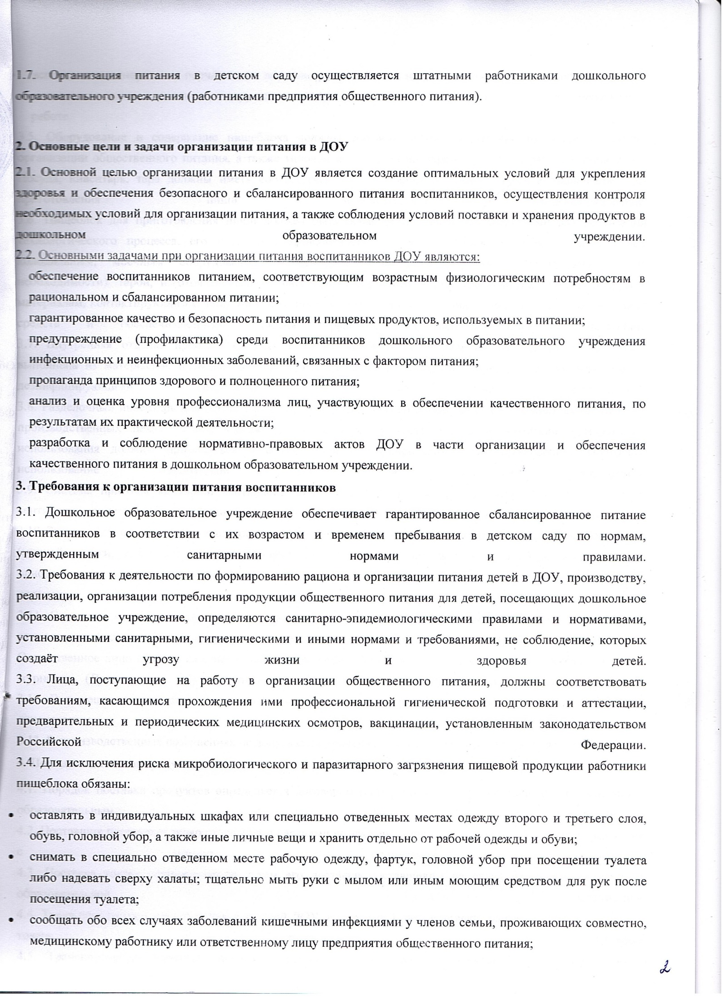 1.7. Организация питания в детском саду осуществляется штатными работниками дошкольного
образовательного учреждения (работниками предприятия общественного питания).
2. Основные цели и задачи организации питания в ДОУ
2.1. Основной целью организации питания в ДОУ является создание оптимальных условий для укрепления
здоровья и обеспечения безопасного и сбалансированного питания воспитанников, осуществления контроля
необходимых условий для организации питания, а также соблюдения условий поставки и хранения продуктов в
дошкольном образовательном учреждении.
2.2. Основными задачами при организации питания воспитанников ДОУ являются:
обеспечение воспитанников питанием, соответствующим возрастным физиологическим потребностям в
рациональном и сбалансированном питании;
гарантированное качество и безопасность питания и пищевых продуктов, используемых в питании;
предупреждение (профилактика) среди воспитанников дошкольного образовательного учреждения
инфекционных и неинфекционных заболеваний, связанных с фактором питания;
пропаганда принципов здорового и полноценного питания;
анализ и оценка уровня профессионализма лиц, участвующих в обеспечении качественного питания, по
результатам их практической деятельности;
разработка и соблюдение нормативно-правовых актов ДОУ в части организации и обеспечения
качественного питания в дошкольном образовательном учреждении.
3. Требования к организации питания воспитанников
3.1. Дошкольное образовательное учреждение обеспечивает гарантированное сбалансированное питание
воспитанников в соответствии с их возрастом и временем пребывания в детском саду по нормам,
утвержденным санитарными нормами и правилами.
3.2. Требования к деятельности по формированию рациона и организации питания детей в ДОУ, производству,
реализации, организации потребления продукции общественного питания для детей, посещающих дошкольное
образовательное учреждение, определяются санитарно-эпидемиологическими правилами и нормативами,
установленными санитарными, гигиеническими и иными нормами и требованиями, не соблюдение, которых
создаёт угрозу жизни и здоровья детей.
3.3. Лица, поступающие на работу в организации общественного питания, должны соответствовать
требованиям, касающимся прохождения ими профессиональной гигиенической подготовки и аттестации,
предварительных и периодических медицинских осмотров, вакцинации, установленным законодательством
Российской Федерации.
3.4. Для исключения риска микробиологического и паразитарного загрязнения пищевой продукции работники
пищеблока обязаны:
• оставлять в индивидуальных шкафах или специально отведенных местах одежду второго и третьего слоя,
обувь, головной убор, а также иные личные вещи и хранить отдельно от рабочей одежды и обуви;
• снимать в специально отведенном месте рабочую одежду, фартук, головной убор при посещении туалета
либо надевать сверху халаты; тщательно мыть руки с мылом или иным моющим средством для рук после
посещения туалета;
• сообщать обо всех случаях заболеваний кишечными инфекциями у членов семьи, проживающих совместно,
медицинскому работнику или ответственному лицу предприятия общественного питания;
2